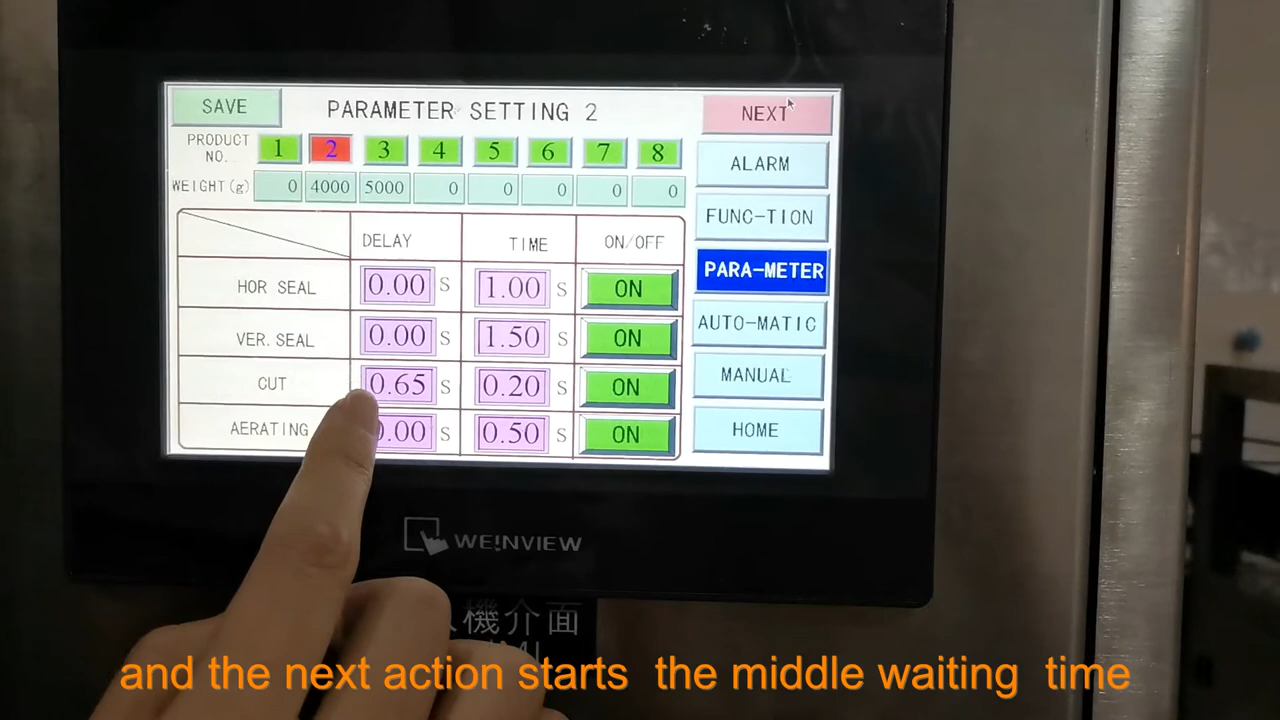 SAVE PARAMETER SETTING 2 NEXT
PRODUCT NO. 1 2 3 4 5 6 7 8
ALARM
WEIGHT(g) 0 4000 5000 0 0 0 0 0
FUNC-TION
DELAY TIME ON/OFF
PARA-METER
HOR SEAL 0.00 S 1.00 S ON
AUTO-MATIC
VER. SEAL 0.00 S 1.50 S ON
MANUAL
CUT 0.65 S 0.20 S ON
AERATING 0.00 S 0.50 S ON
HOME
WEINVIEW
機介面
and the next action starts the middle waiting time